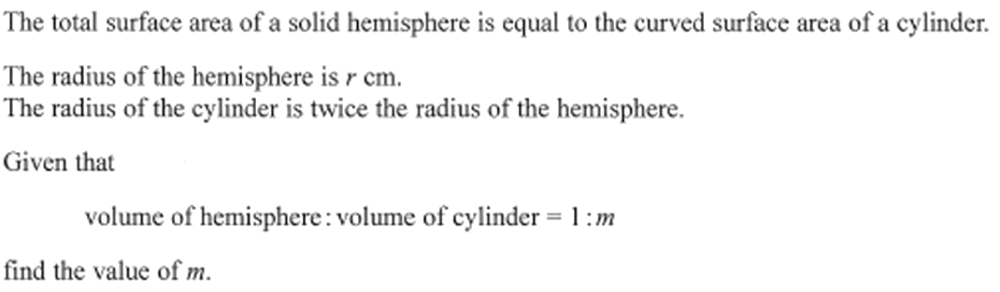 The total surface area of a solid hemisphere is equal to the curved surface area of a cylinder.
The radius of the hemisphere is r cm.
The radius of the cylinder is twice the radius of the hemisphere.
Given that
volume of hemisphere : volume of cylinder = 1 : m
find the value of m.